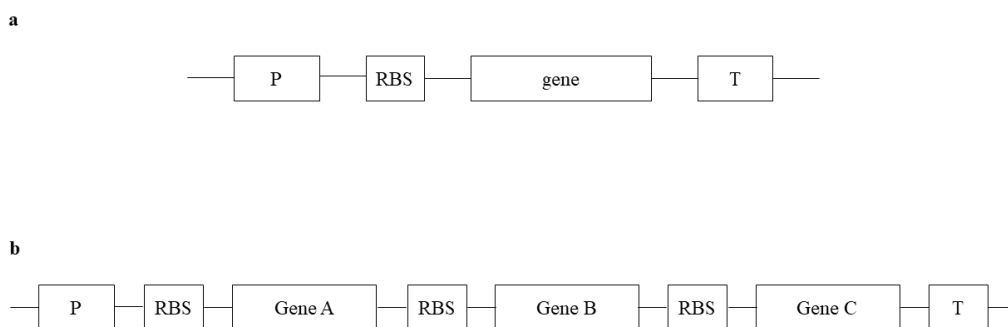 a
P RBS gene T
b
P RBS Gene A RBS Gene B RBS Gene C T